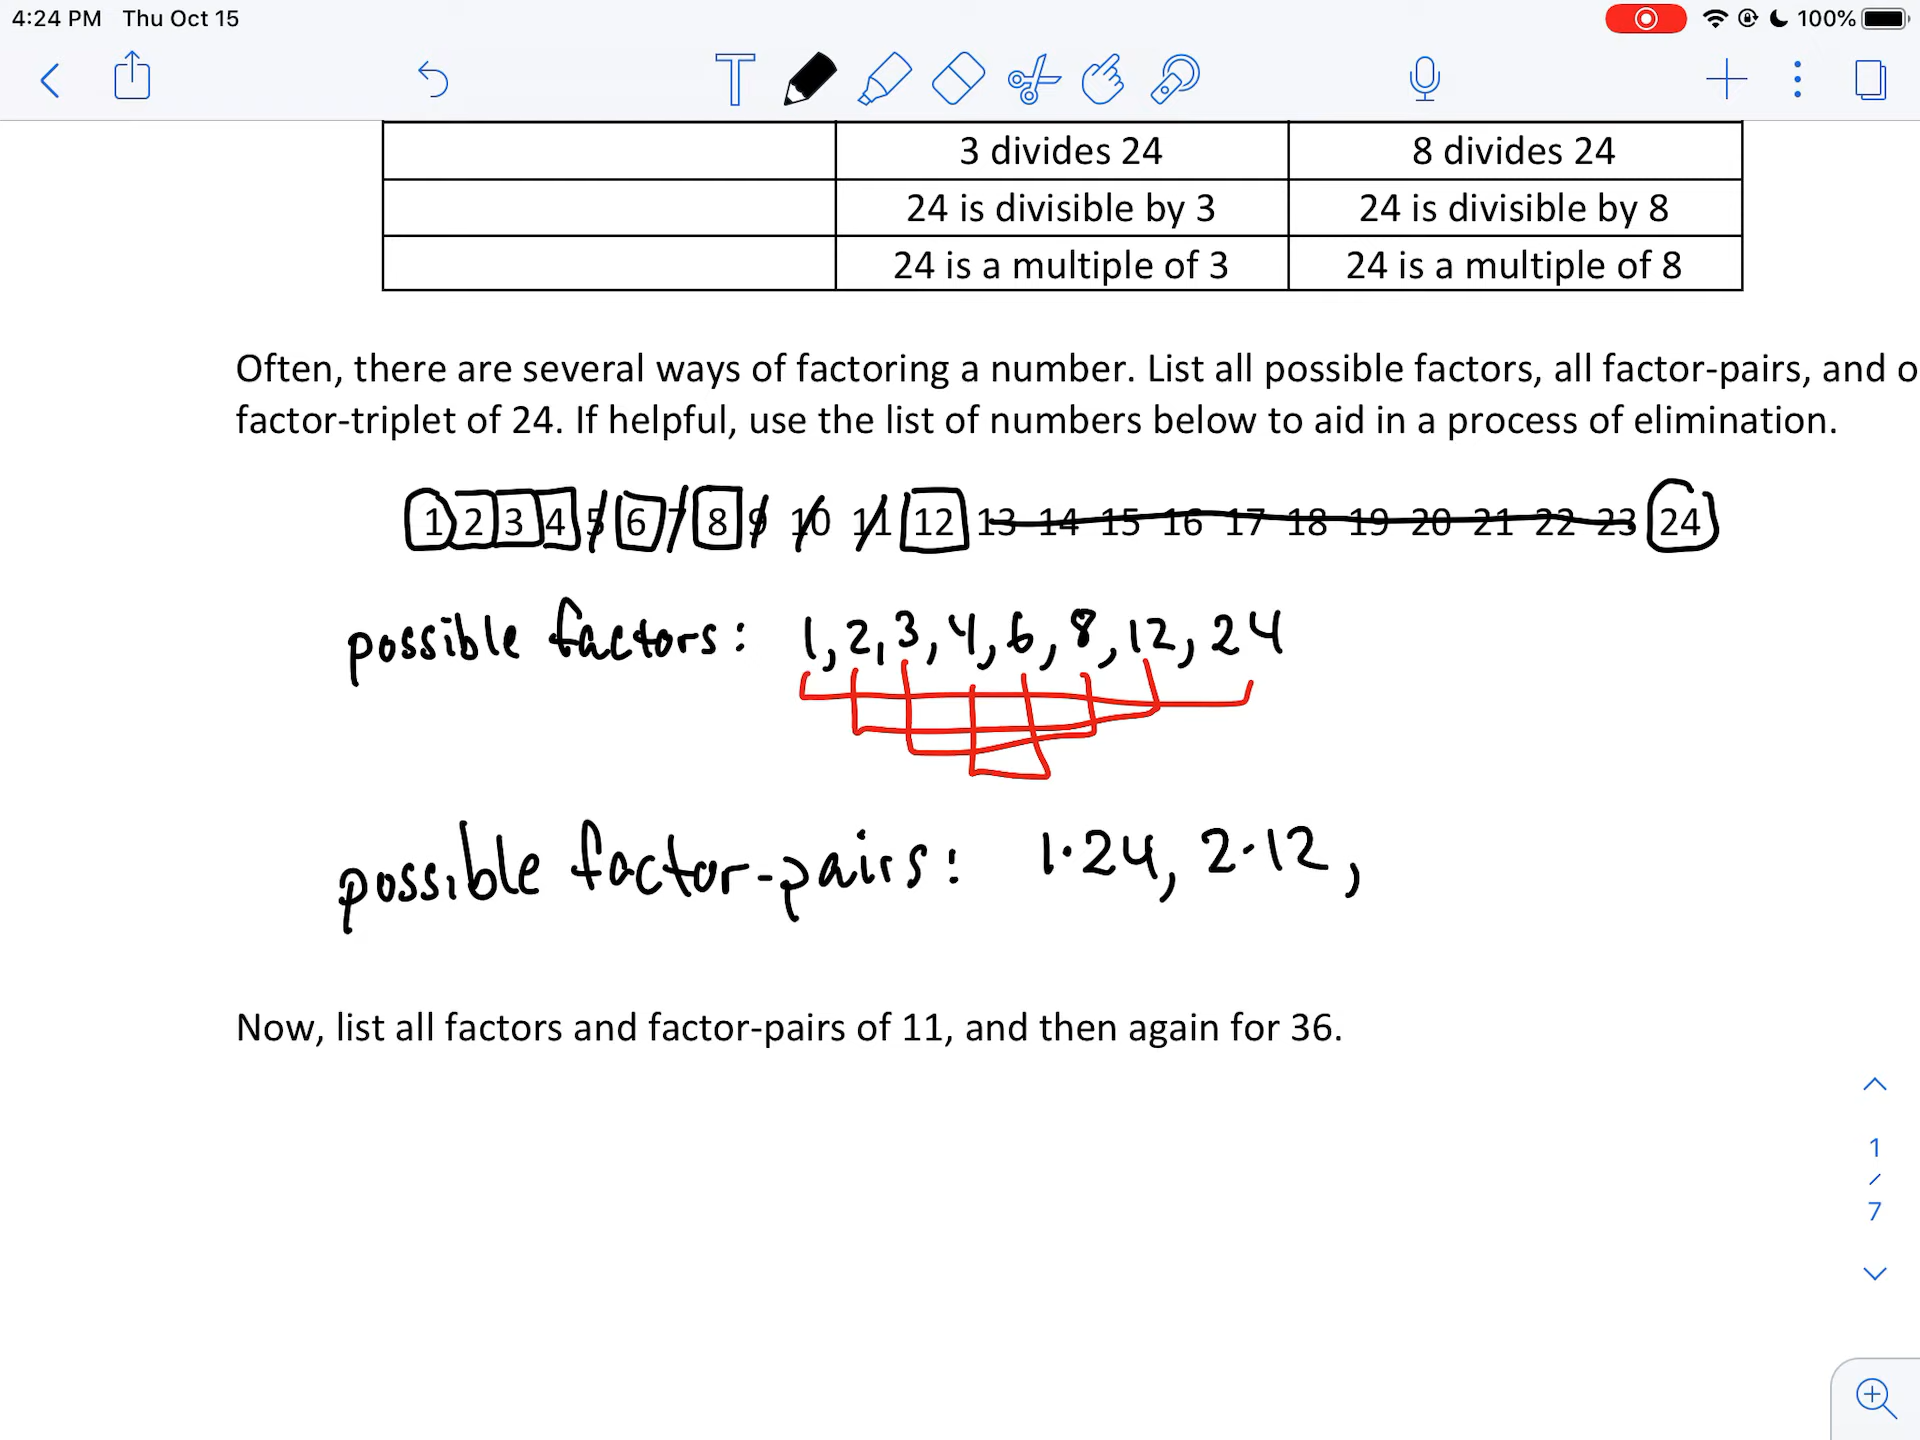 4:24 PM Thu Oct 15
100%
T
3 divides 24
8 divides 24
24 is divisible by 3
24 is divisible by 8
24 is a multiple of 3
24 is a multiple of 8
Often, there are several ways of factoring a number. List all possible factors, all factor-pairs, and o
factor-triplet of 24. If helpful, use the list of numbers below to aid in a process of elimination.
1 2 3 4 5 6 7 8 9 10 11 12 13 14 15 16 17 18 19 20 21 22 23 24
possible factors: 1, 2, 3, 4, 6, 8, 12, 24
possible factor-pairs: 1·24, 2·12,
Now, list all factors and factor-pairs of 11, and then again for 36.
1
/
7